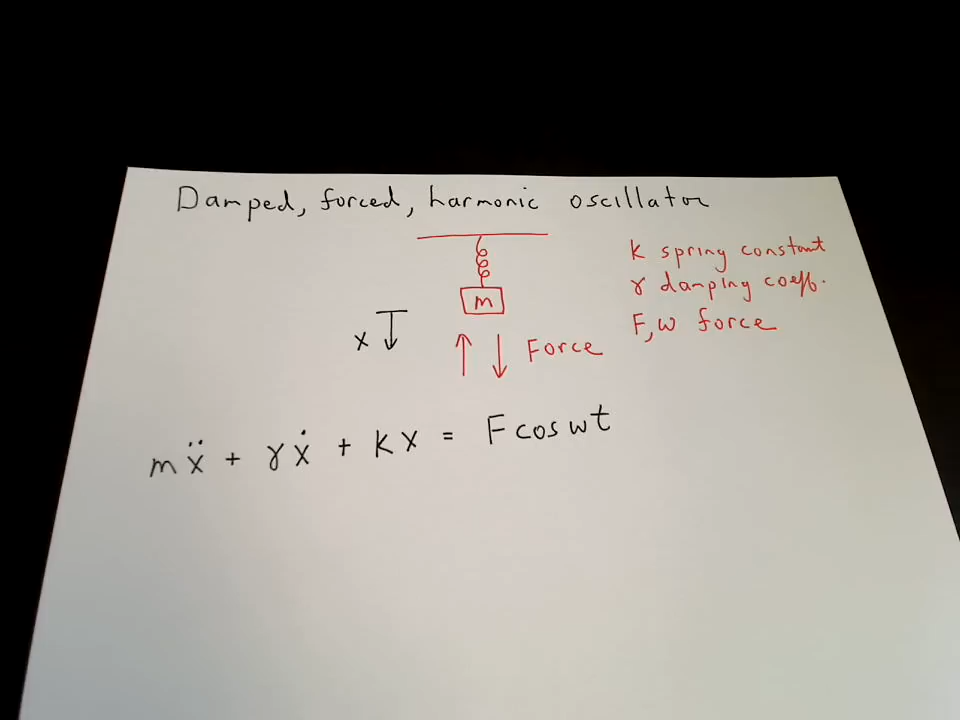 Damped, forced, harmonic oscillator
k spring constant
γ damping coeff.
F, ω force
m
x
Force
mẍ + γẋ + kx = F cos ωt